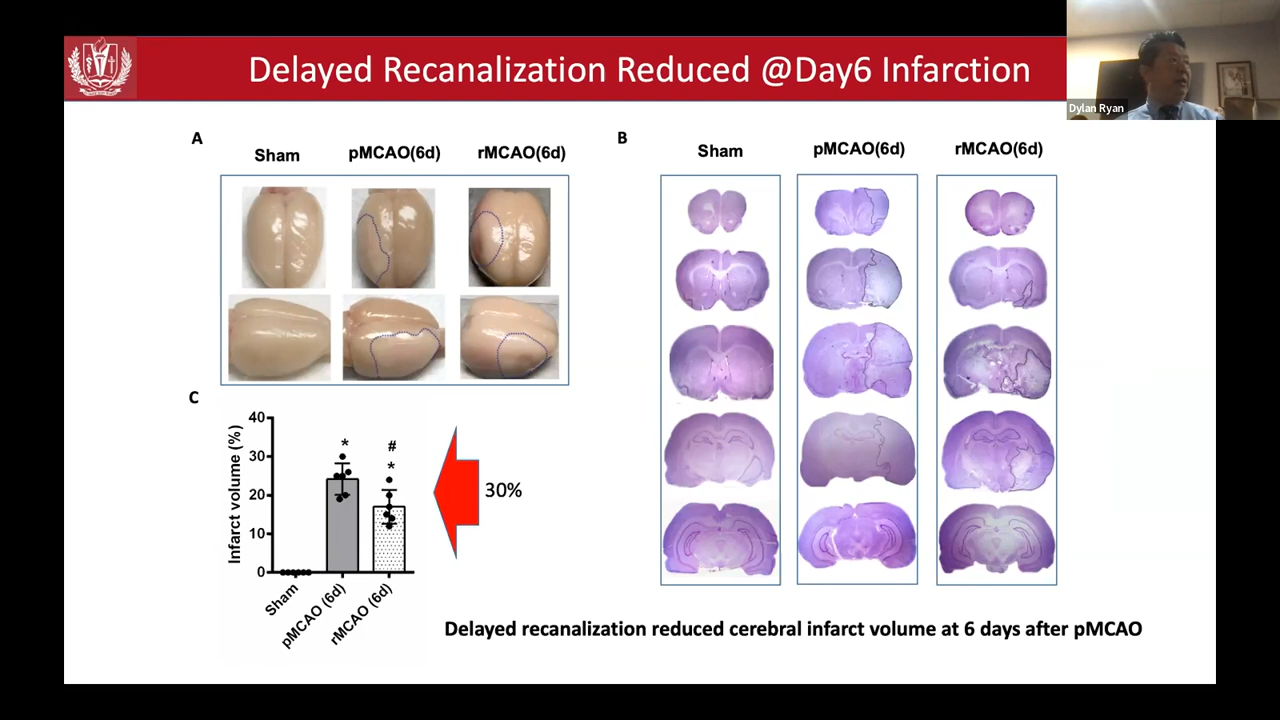 Delayed Recanalization Reduced @Day6 Infarction
Dylan Ryan
A
Sham
pMCAO(6d)
rMCAO(6d)
B
Sham
pMCAO(6d)
rMCAO(6d)
C
Infarct volume (%)
40
30
20
10
0
*
#
*
Sham
pMCAO (6d)
rMCAO (6d)
30%
Delayed recanalization reduced cerebral infarct volume at 6 days after pMCAO